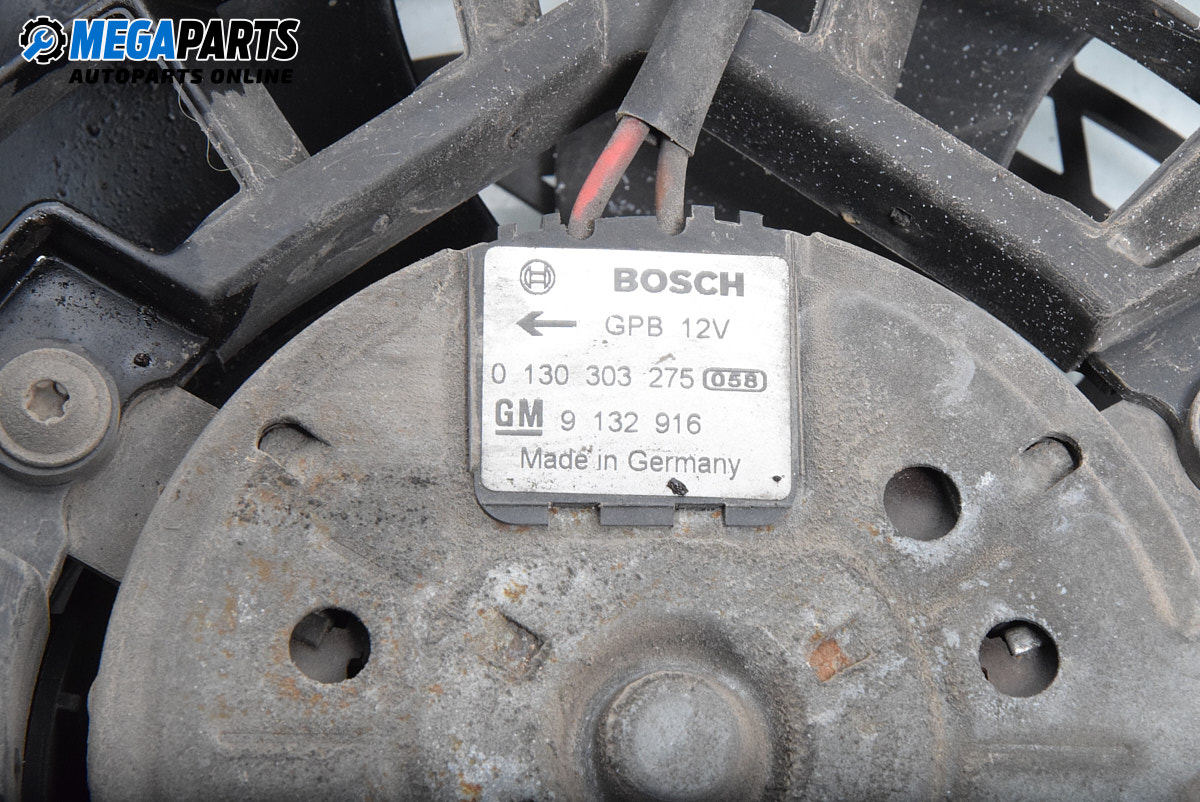 MEGAPARTS
AUTOPARTS ONLINE
BOSCH
GPB 12V
0 130 303 275 058
GM 9 132 916
Made in Germany